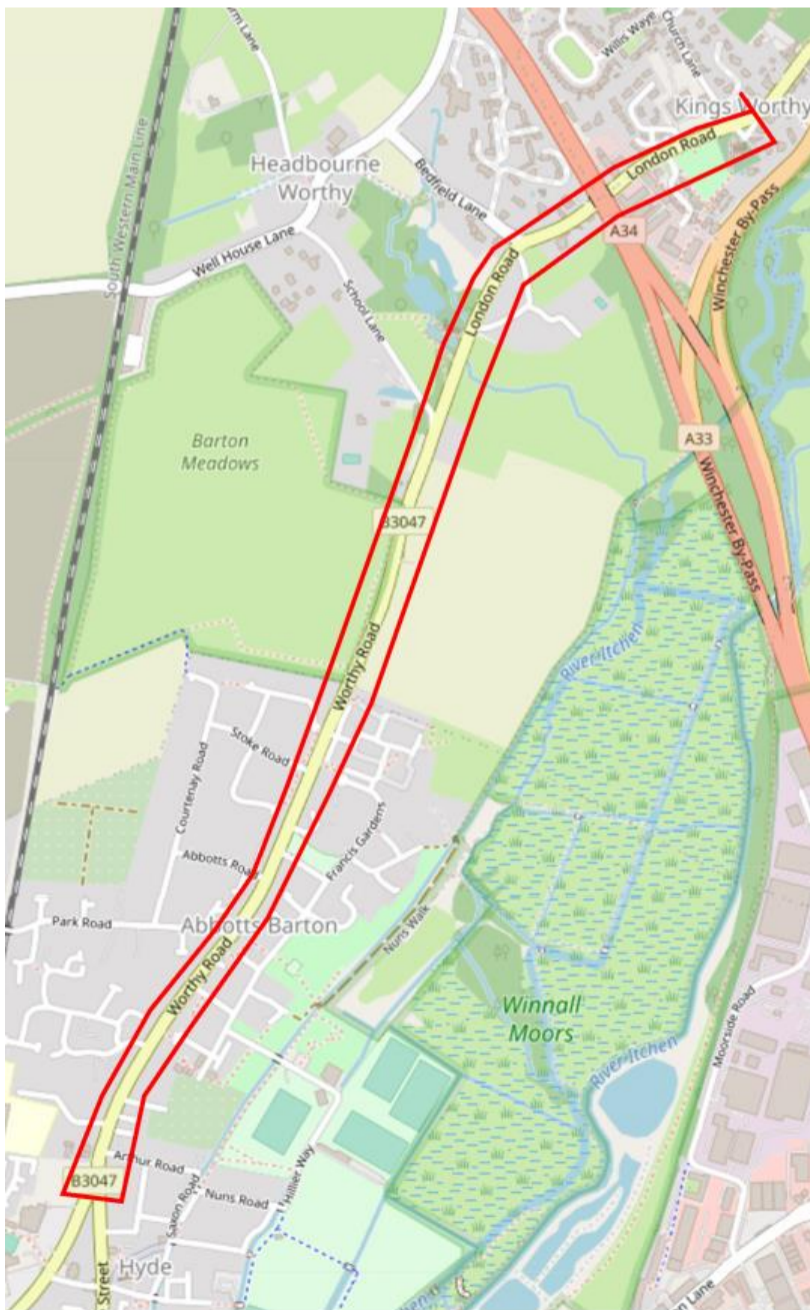 Willis Waye
Church Lane
Kings Worthy
South Western Main Line
Headbourne
Worthy
Bedfield Lane
London Road
A34
Winchester By-Pass
Well House Lane
School Lane
London Road
Barton
Meadows
A33
Winchester By-Pass
B3047
Worthy Road
River Itchen
Stoke Road
Courtenay Road
Francis Gardens
Abbotts Road
Park Road
Abbotts Barton
Nuns Walk
Worthy Road
Winnall
Moors
Moorside Road
River Itchen
Arthur Road
B3047
Nuns Road
Saxon Road
Hillier Way
Hyde
Street
Lane